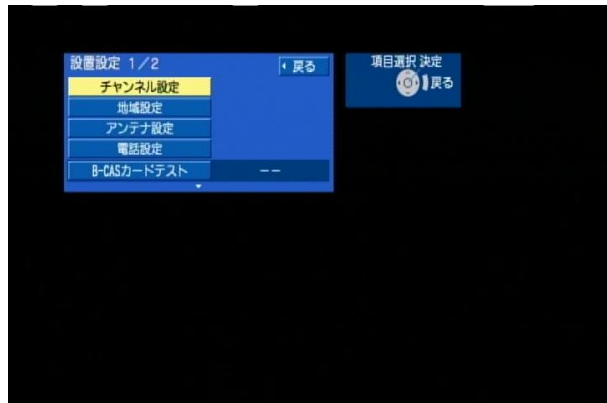 設置設定 1/2
戻る
チャンネル設定
地域設定
アンテナ設定
電話設定
B-CASカードテスト --
項目選択 決定
戻る